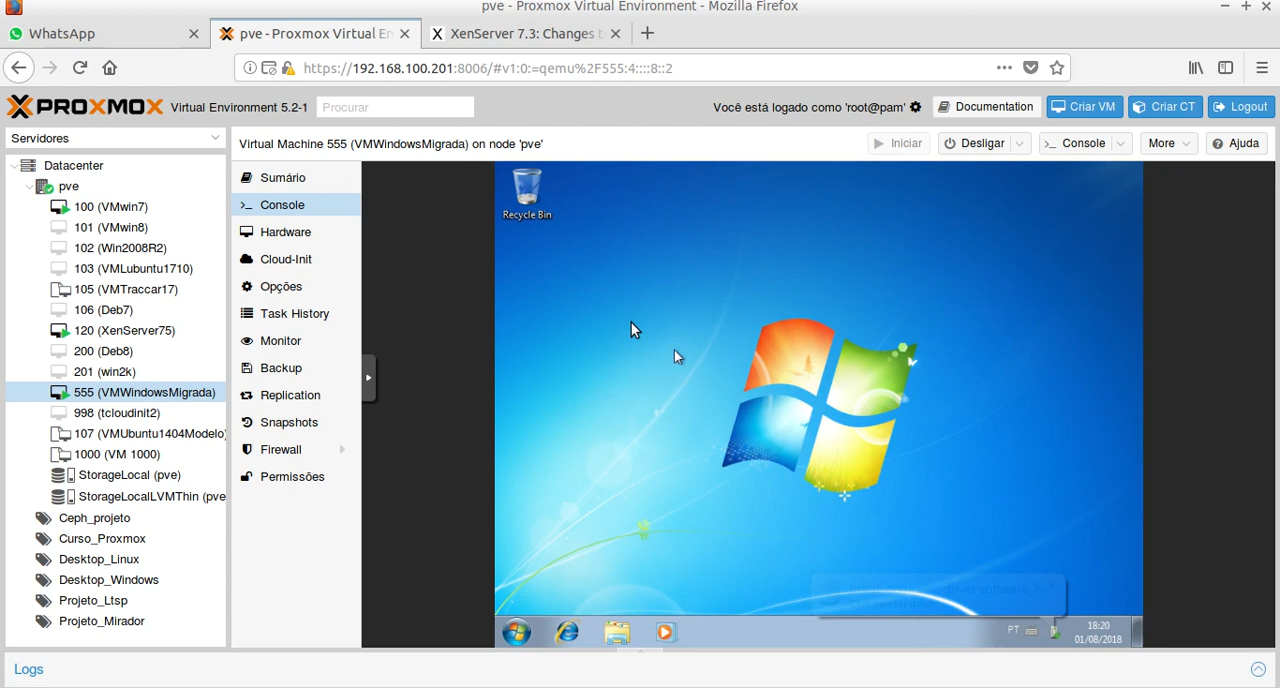 pve - Proxmox Virtual Environment - Mozilla Firefox
WhatsApp
pve - Proxmox Virtual En
XenServer 7.3: Changes t
https://192.168.100.201:8006/#v1:0:=qemu%2F555:4::::8::2
PROXMOX Virtual Environment 5.2-1
Procurar
Você está logado como 'root@pam'
Documentation
Criar VM
Criar CT
Logout
Servidores
Virtual Machine 555 (VMWindowsMigrada) on node 'pve'
Iniciar
Desligar
Console
More
Ajuda
Datacenter
pve
100 (VMwin7)
101 (VMwin8)
102 (Win2008R2)
103 (VMLubuntu1710)
105 (VMTraccar17)
106 (Deb7)
120 (XenServer75)
200 (Deb8)
201 (win2k)
555 (VMWindowsMigrada)
998 (tcloudinit2)
107 (VMUbuntu1404Modelo)
1000 (VM 1000)
StorageLocal (pve)
StorageLocalLVMThin (pve
Ceph_projeto
Curso_Proxmox
Desktop_Linux
Desktop_Windows
Projeto_Ltsp
Projeto_Mirador
Sumário
Console
Hardware
Cloud-Init
Opções
Task History
Monitor
Backup
Replication
Snapshots
Firewall
Permissões
Recycle Bin
driver software
PT
18:20
01/08/2018
Logs